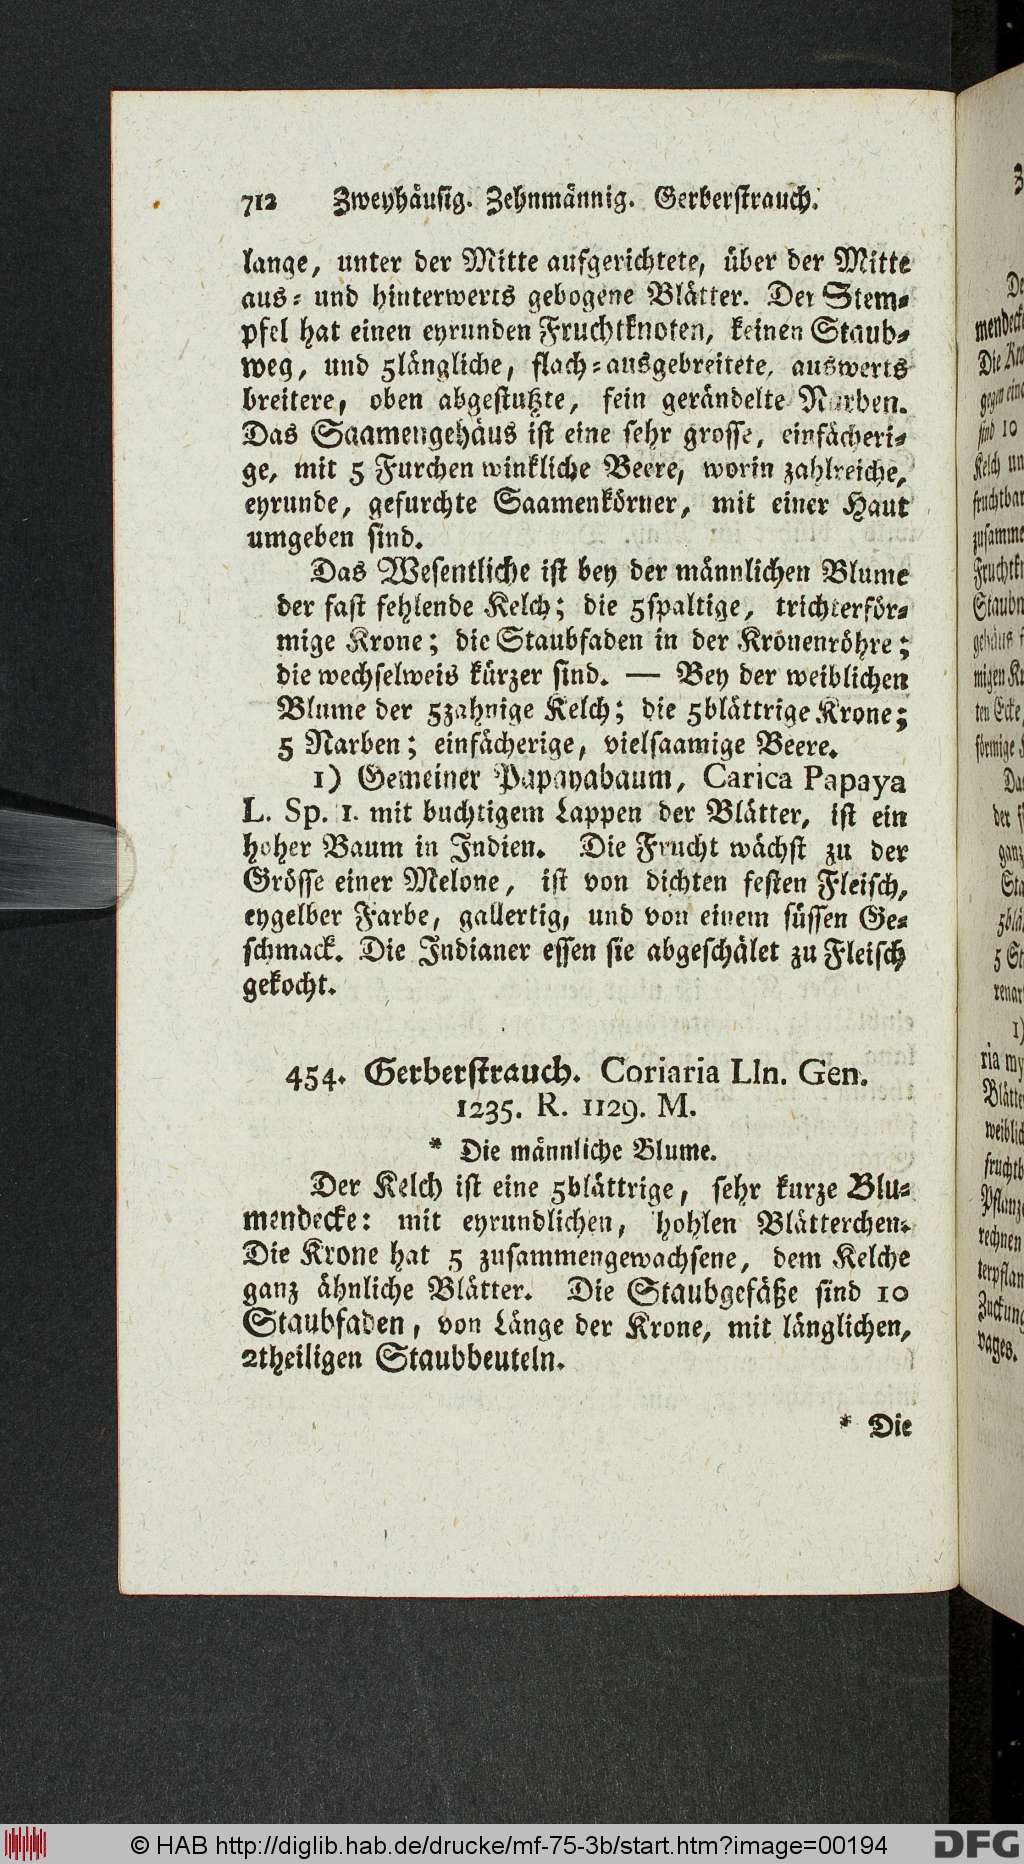 712 Zweyhäusig. Zehnmännig. Gerberstrauch.
lange, unter der Mitte aufgerichtete, über der Mitte
aus- und hinterwerts gebogene Blätter. Der Stem-
pfel hat einen eyrunden Fruchtknoten, keinen Staub-
weg, und 5längliche, flach-ausgebreitete, auswerts
breitere, oben abgestutzte, fein gerändelte Narben.
Das Saamengehäus ist eine sehr grosse, einfächeri-
ge, mit 5 Furchen winkliche Beere, worin zahlreiche,
eyrunde, gefurchte Saamenkörner, mit einer Haut
umgeben sind.
Das Wesentliche ist bey der männlichen Blume
der fast fehlende Kelch; die 5spaltige, trichterför-
mige Krone; die Staubfaden in der Kronenröhre;
die wechselweis kürzer sind. — Bey der weiblichen
Blume der 5zahnige Kelch; die 5blättrige Krone;
5 Narben; einfächerige, vielsaamige Beere.
1) Gemeiner Papayabaum, Carica Papaya
L. Sp. 1. mit buchtigem Lappen der Blätter, ist ein
hoher Baum in Indien. Die Frucht wächst zu der
Grösse einer Melone, ist von dichten festen Fleisch,
eygelber Farbe, gallertig, und von einem süssen Ge-
schmack. Die Indianer essen sie abgeschälet zu Fleisch
gekocht.
454. Gerberstrauch. Coriaria LIn. Gen.
1235. R. 1129. M.
* Die männliche Blume.
Der Kelch ist eine 5blättrige, sehr kurze Blu-
mendecke: mit eyrundlichen, hohlen Blätterchen.
Die Krone hat 5 zusammengewachsene, dem Kelche
ganz ähnliche Blätter. Die Staubgefäße sind 10
Staubfaden, von Länge der Krone, mit länglichen,
2theiligen Staubbeuteln.
* Die
© HAB http://diglib.hab.de/drucke/mf-75-3b/start.htm?image=00194
DFG